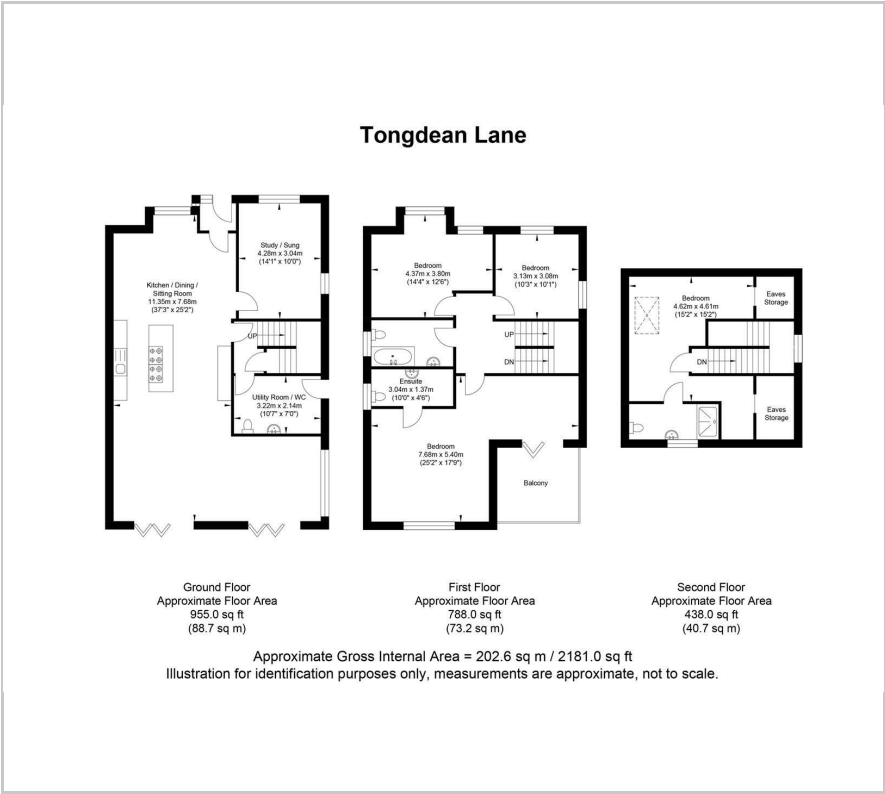 Tongdean Lane
Kitchen / Dining /
Sitting Room
11.35m x 7.68m
(37'3" x 25'2")
Study / Sung
4.28m x 3.04m
(14'1" x 10'0")
UP
Utility Room / WC
3.22m x 2.14m
(10'7" x 7'0")
Bedroom
4.37m x 3.80m
(14'4" x 12'6")
Bedroom
3.13m x 3.08m
(10'3" x 10'1")
UP
DN
Ensuite
3.04m x 1.37m
(10'0" x 4'6")
Bedroom
7.68m x 5.40m
(25'2" x 17'9")
Balcony
Bedroom
4.62m x 4.61m
(15'2" x 15'2")
Eaves
Storage
DN
Eaves
Storage
Ground Floor
Approximate Floor Area
955.0 sq ft
(88.7 sq m)
First Floor
Approximate Floor Area
788.0 sq ft
(73.2 sq m)
Second Floor
Approximate Floor Area
438.0 sq ft
(40.7 sq m)
Approximate Gross Internal Area = 202.6 sq m / 2181.0 sq ft
Illustration for identification purposes only, measurements are approximate, not to scale.